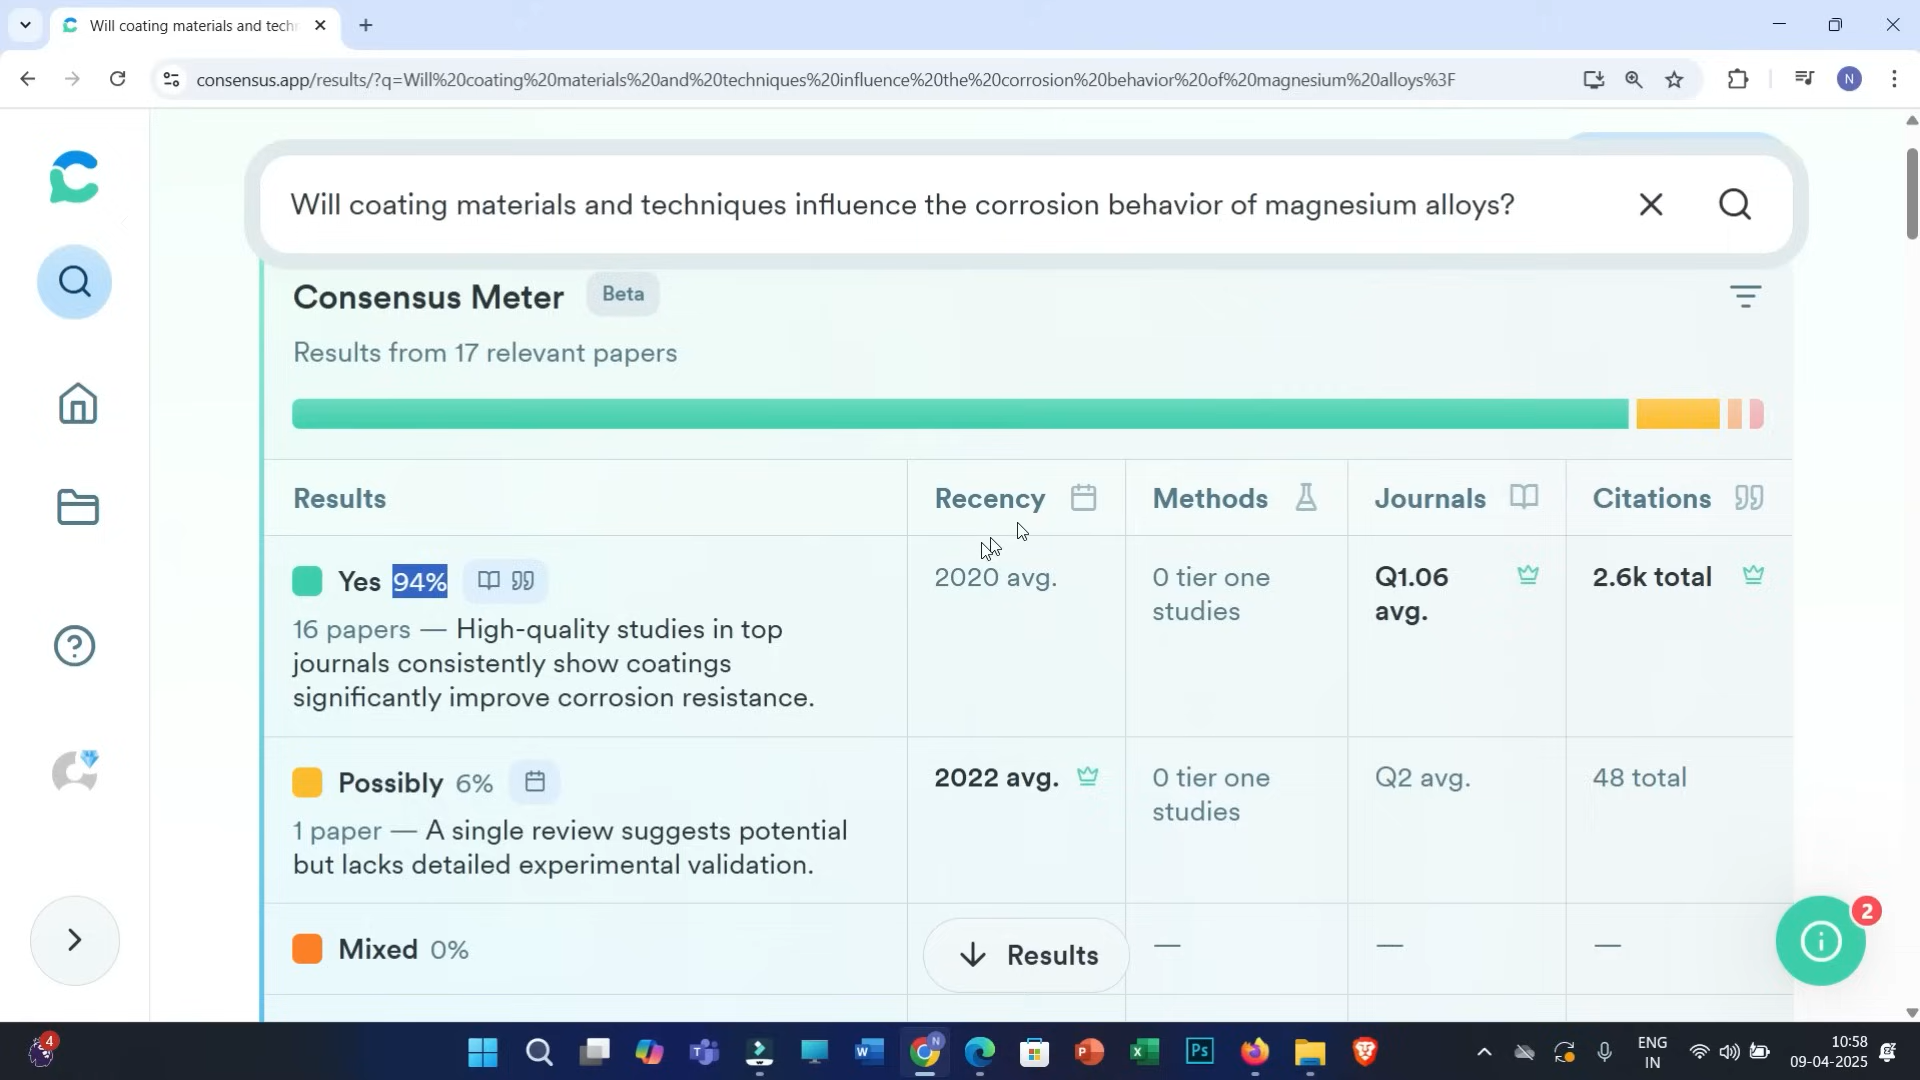 Will coating materials and techn
consensus.app/results/?q=Will%20coating%20materials%20and%20techniques%20influence%20the%20corrosion%20behavior%20of%20magnesium%20alloys%3F
N
Will coating materials and techniques influence the corrosion behavior of magnesium alloys?
Consensus Meter Beta
Results from 17 relevant papers
Results Recency Methods Journals Citations
Yes 94%
16 papers — High-quality studies in top
journals consistently show coatings
significantly improve corrosion resistance.
2020 avg.
0 tier one
studies
Q1.06
avg.
2.6k total
Possibly 6%
1 paper — A single review suggests potential
but lacks detailed experimental validation.
2022 avg.
0 tier one
studies
Q2 avg.
48 total
Mixed 0%
— — —
Results
2
4
N
ENG
IN
10:58
09-04-2025